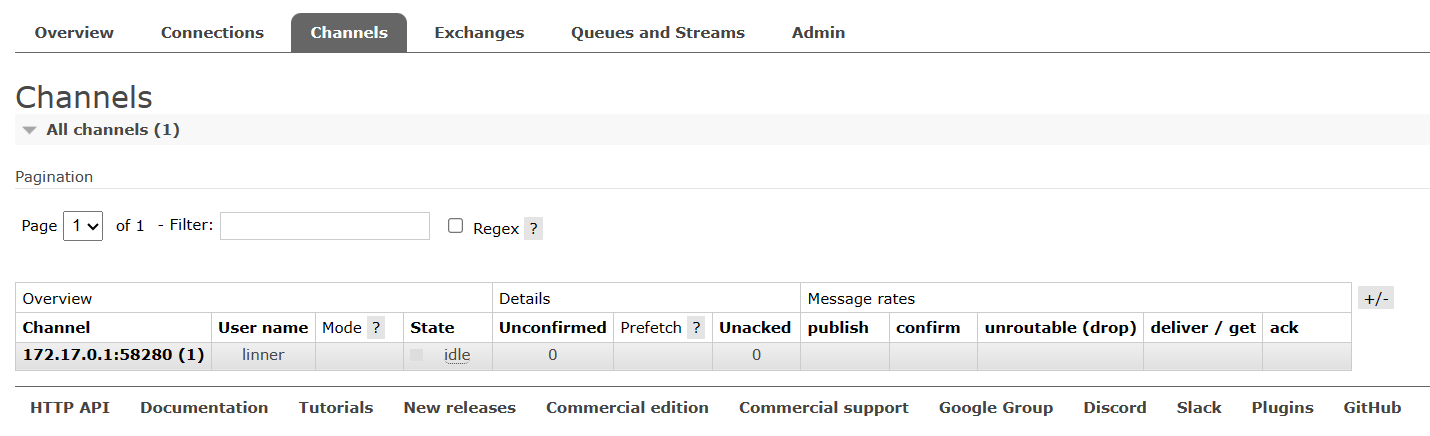 Overview Connections Channels Exchanges Queues and Streams Admin
Channels
All channels (1)
Pagination
Page 1 of 1 - Filter: Regex ?
Overview Details Message rates +/-
Channel User name Mode ? State Unconfirmed Prefetch ? Unacked publish confirm unroutable (drop) deliver / get ack
172.17.0.1:58280 (1) linner idle 0 0
HTTP API Documentation Tutorials New releases Commercial edition Commercial support Google Group Discord Slack Plugins GitHub